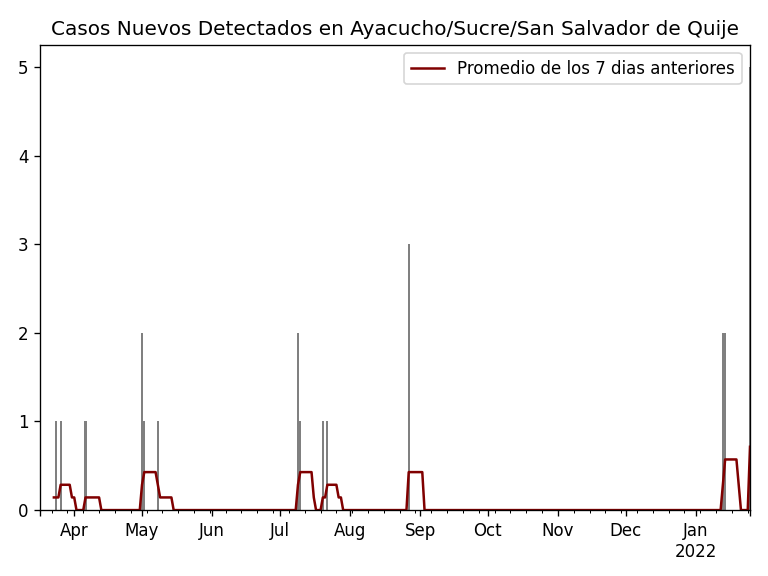 Casos Nuevos Detectados en Ayacucho/Sucre/San Salvador de Quije
Promedio de los 7 dias anteriores
5
4
3
2
1
0
Apr May Jun Jul Aug Sep Oct Nov Dec Jan
2022